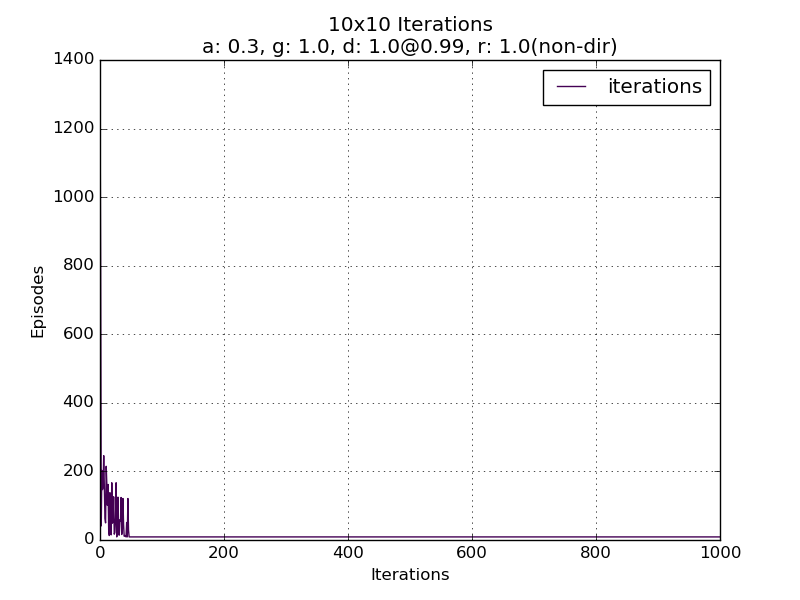 10x10 Iterations
a: 0.3, g: 1.0, d: 1.0@0.99, r: 1.0(non-dir)
1400
iterations
1200
1000
800
Episodes
600
400
200
0
0 200 400 600 800 1000
Iterations